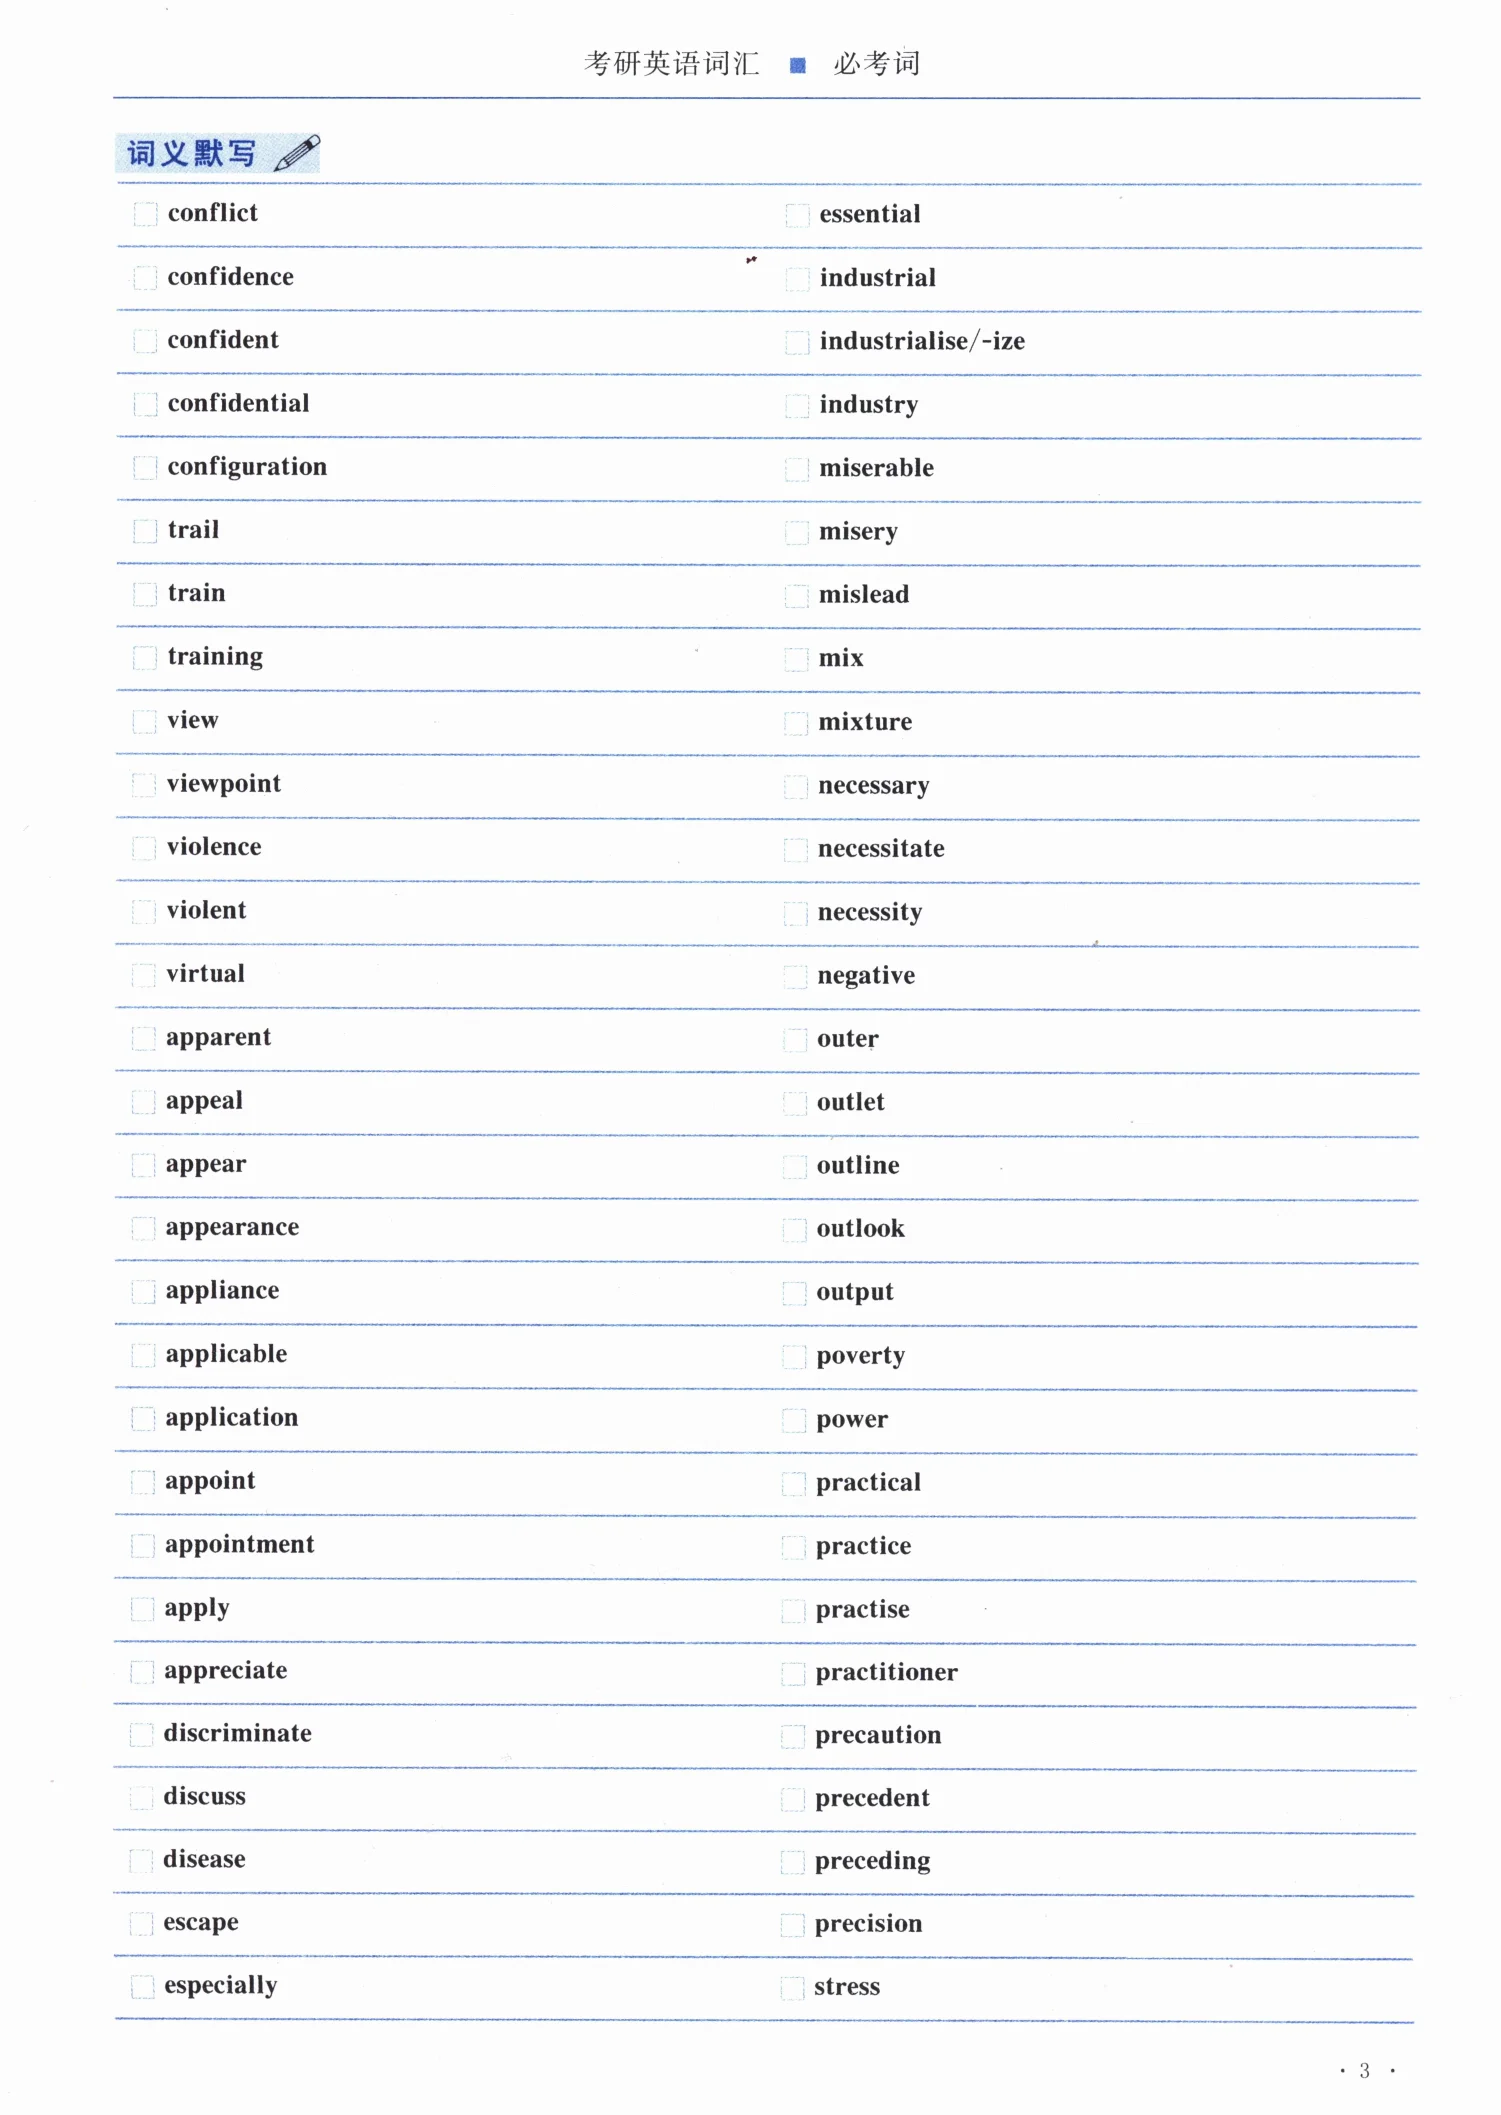 考研英语词汇 ■ 必考词
词义默写
conflict
confidence
confident
confidential
configuration
trail
train
training
view
viewpoint
violence
violent
virtual
apparent
appeal
appear
appearance
appliance
applicable
application
appoint
appointment
apply
appreciate
discriminate
discuss
disease
escape
especially
essential
industrial
industrialise/-ize
industry
miserable
misery
mislead
mix
mixture
necessary
necessitate
necessity
negative
outer
outlet
outline
outlook
output
poverty
power
practical
practice
practise
practitioner
precaution
precedent
preceding
precision
stress
· 3 ·